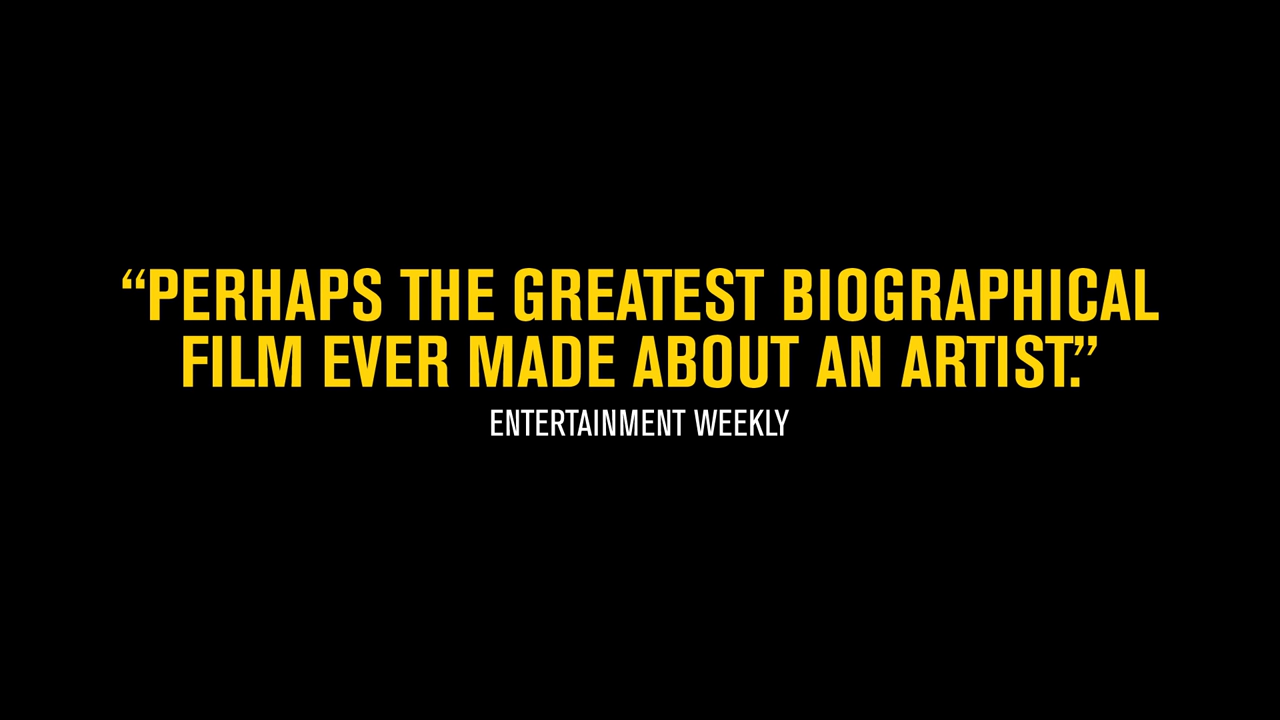 “PERHAPS THE GREATEST BIOGRAPHICAL
FILM EVER MADE ABOUT AN ARTIST.”
ENTERTAINMENT WEEKLY